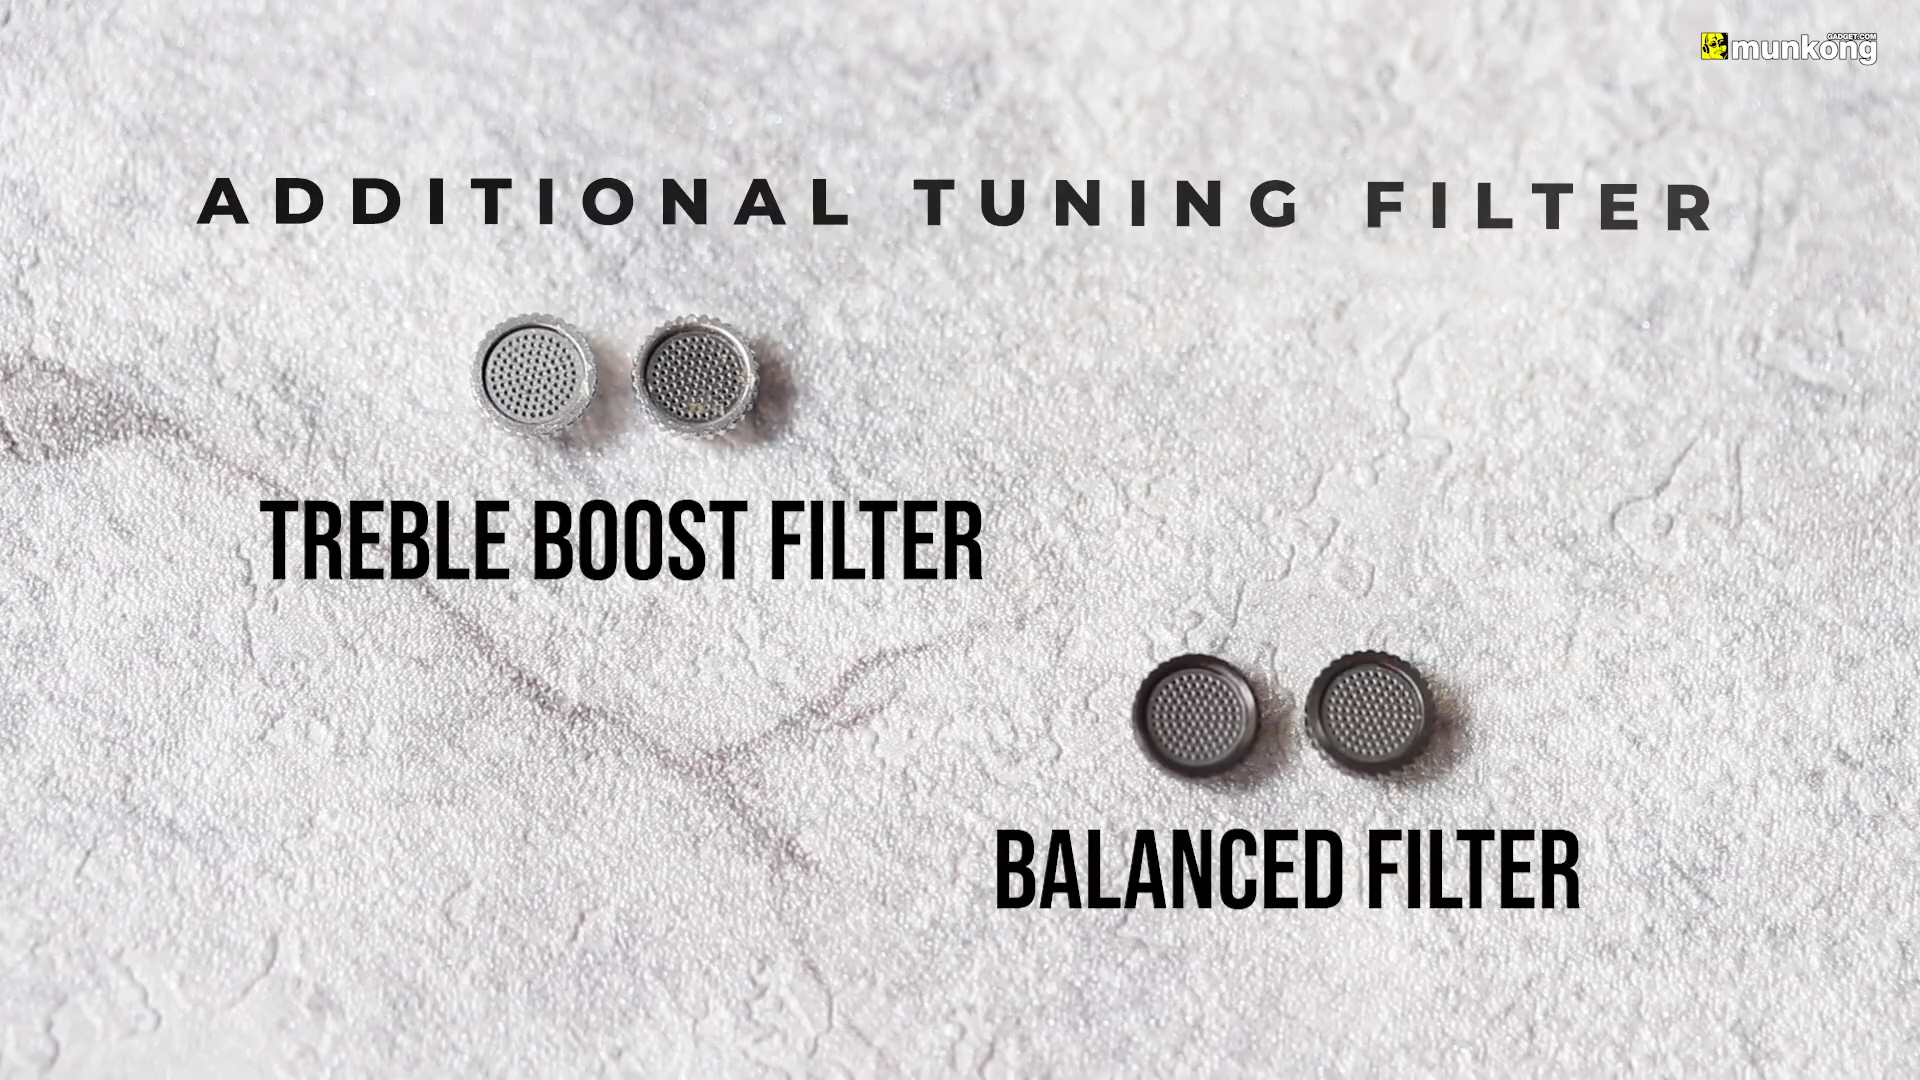 GADGET.COM
munkong
ADDITIONAL TUNING FILTER
TREBLE BOOST FILTER
BALANCED FILTER